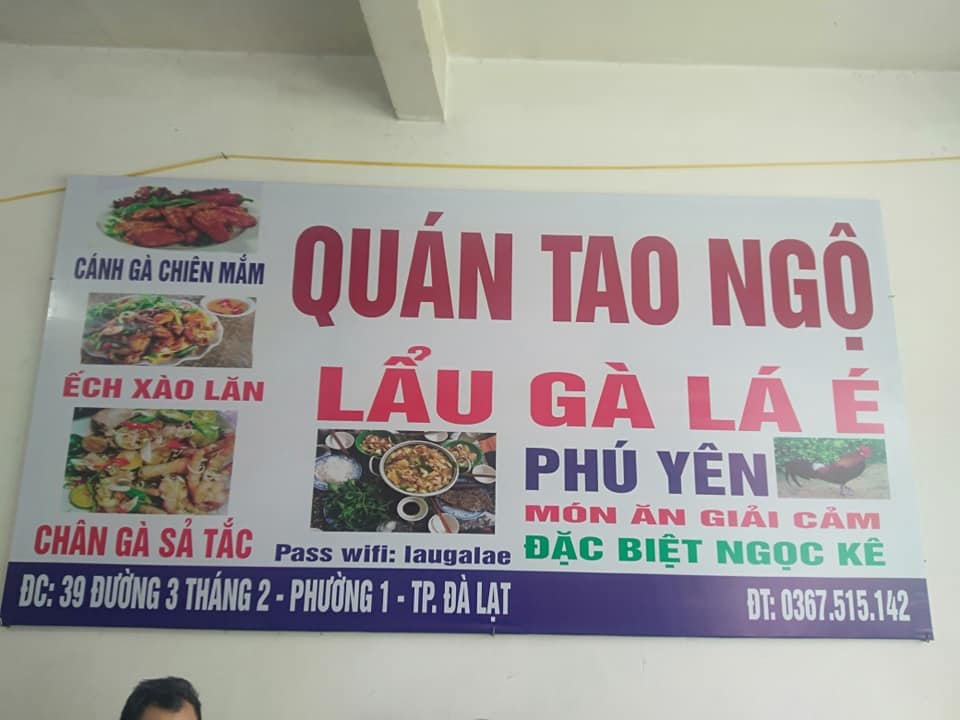 QUÁN TAO NGỘ
CÁNH GÀ CHIÊN MẮM
ẾCH XÀO LĂN
CHÂN GÀ SẢ TẮC
LẨU GÀ LÁ É
PHÚ YÊN
MÓN ĂN GIẢI CẢM
ĐẶC BIỆT NGỌC KÊ
Pass wifi: laugalae
ĐC: 39 ĐƯỜNG 3 THÁNG 2 - PHƯỜNG 1 - TP. ĐÀ LẠT
ĐT: 0367.515.142